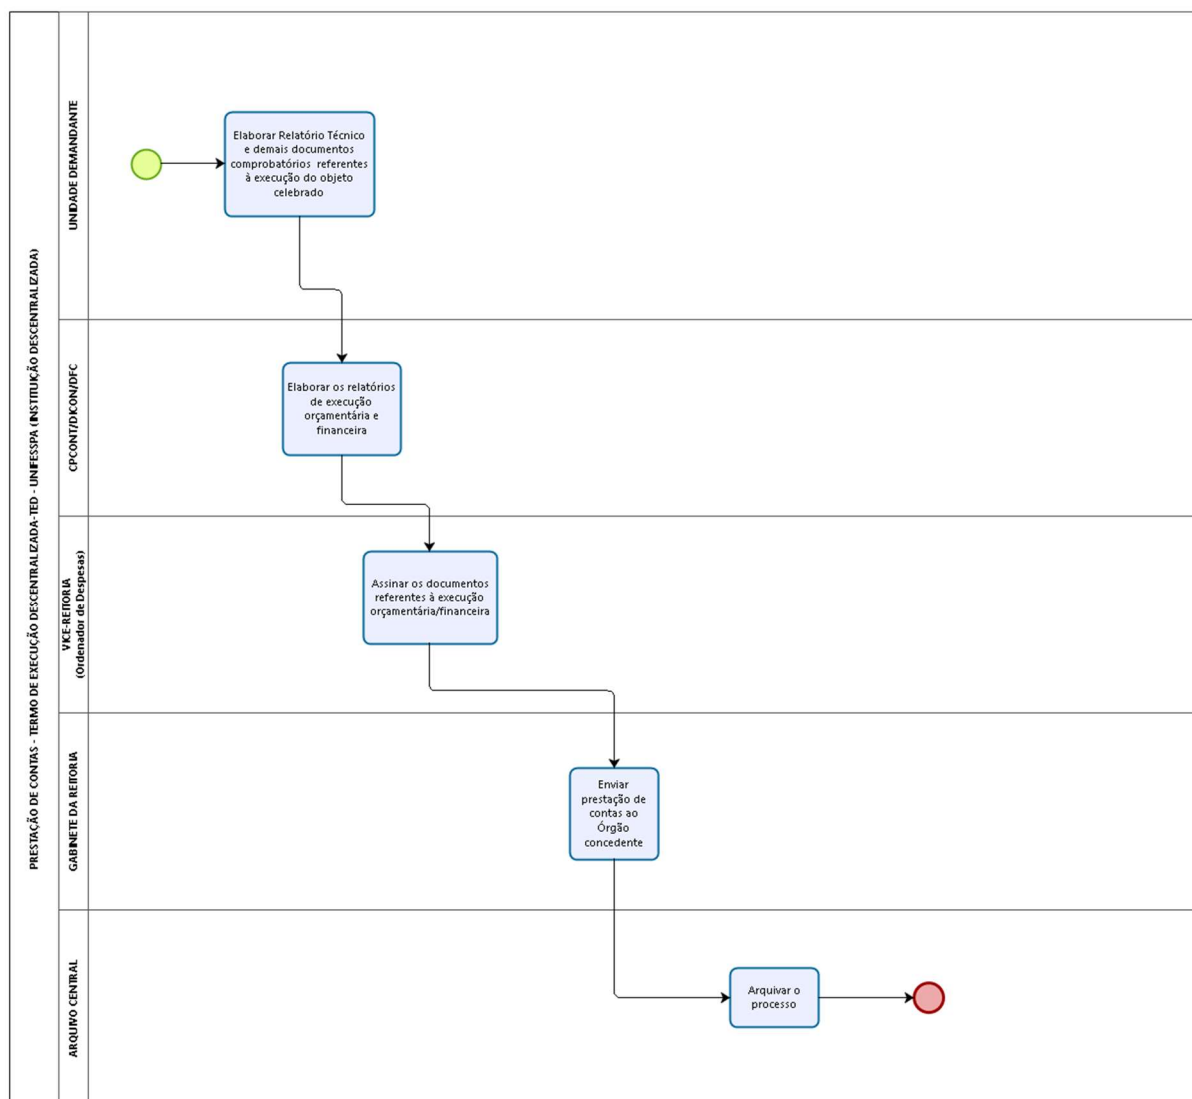 PRESTAÇÃO DE CONTAS - TERMO DE EXECUÇÃO DESCENTRALIZADA-TED - UNIFESSPA (INSTITUIÇÃO DESCENTRALIZADA)
UNIDADE DEMANDANTE
Elaborar Relatório Técnico
e demais documentos
comprobatórios referentes
à execução do objeto
celebrado
CPCONT/DICON/DFC
Elaborar os relatórios
de execução
orçamentária e
financeira
VICE-REITORIA
(Ordenador de Despesas)
Assinar os documentos
referentes à execução
orçamentária/financeira
GABINETE DA REITORIA
Enviar
prestação de
contas ao
Órgão
concedente
ARQUIVO CENTRAL
Arquivar o
processo